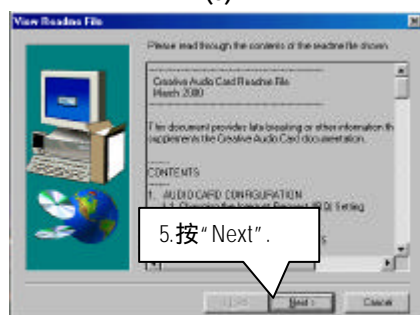 View Readme File
Please read through the contents of the readme file shown.
Creative Audio Card Readme File
March 2000
This document provides late breaking or other information th
supplements the Creative Audio Card documentation.
CONTENTS
1. AUDIO CARD CONFIGURATION
Setting
5.按“Next”.
Next >
Cancel